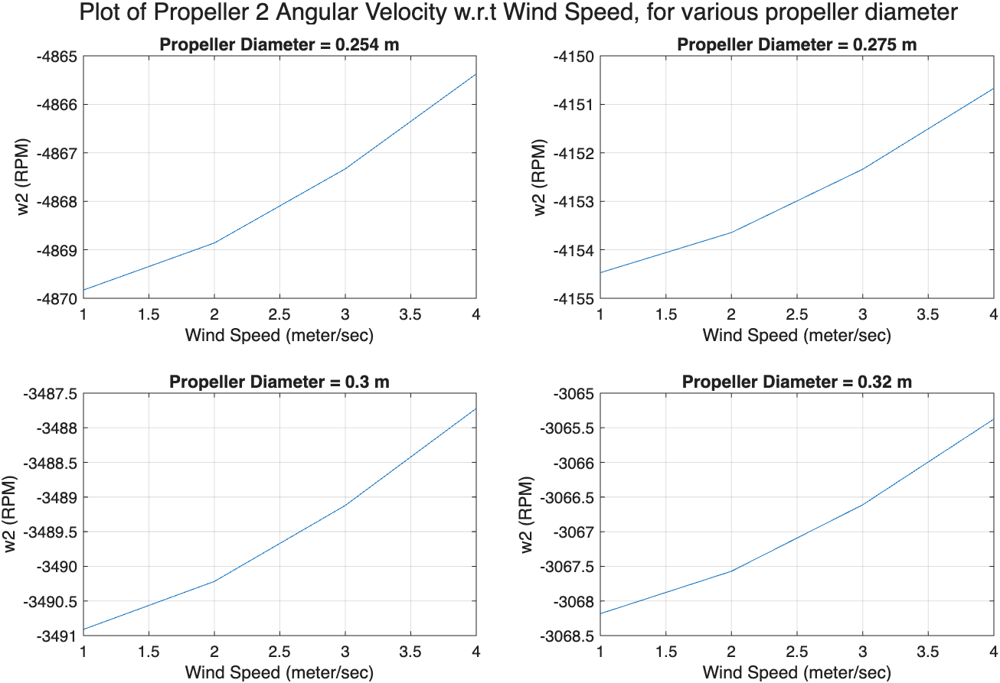 Plot of Propeller 2 Angular Velocity w.r.t Wind Speed, for various propeller diameter
Propeller Diameter = 0.254 m
-4865
-4866
-4867
-4868
-4869
-4870
w2 (RPM)
1 1.5 2 2.5 3 3.5 4
Wind Speed (meter/sec)
Propeller Diameter = 0.275 m
-4150
-4151
-4152
-4153
-4154
-4155
w2 (RPM)
1 1.5 2 2.5 3 3.5 4
Wind Speed (meter/sec)
Propeller Diameter = 0.3 m
-3487.5
-3488
-3488.5
-3489
-3489.5
-3490
-3490.5
-3491
w2 (RPM)
1 1.5 2 2.5 3 3.5 4
Wind Speed (meter/sec)
Propeller Diameter = 0.32 m
-3065
-3065.5
-3066
-3066.5
-3067
-3067.5
-3068
-3068.5
w2 (RPM)
1 1.5 2 2.5 3 3.5 4
Wind Speed (meter/sec)